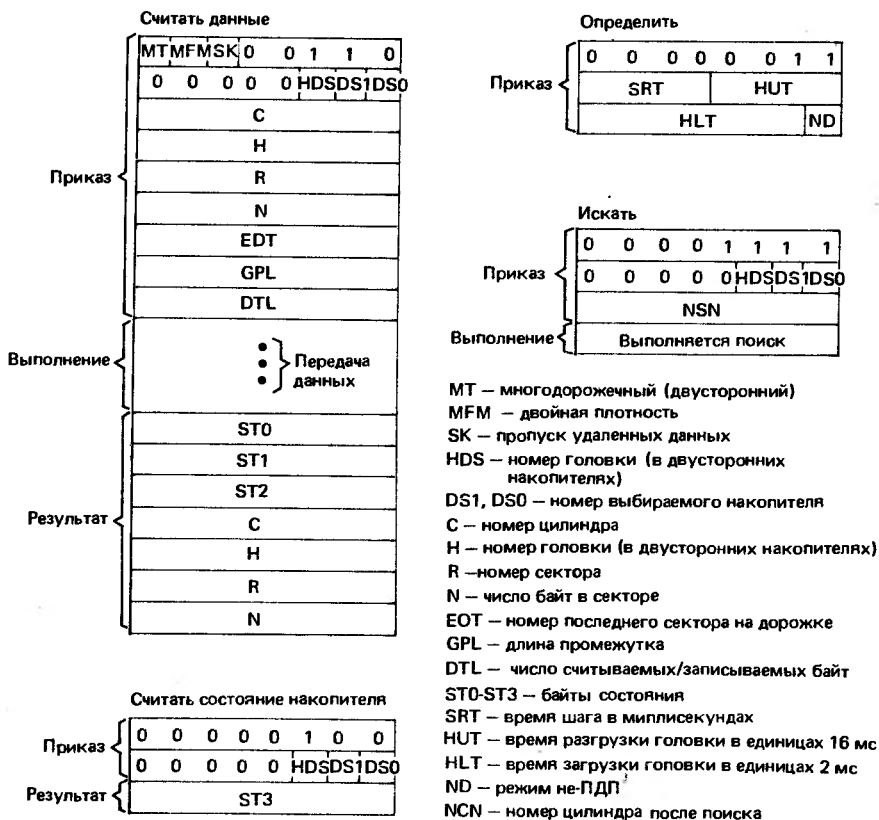 Считать данные
MT MFM SK 0 0 1 1 0
0 0 0 0 0 HDS DS1 DS0
C
H
R
N
EDT
GPL
DTL
Приказ
Выполнение
Передача
данных
ST0
ST1
ST2
C
H
R
N
Результат
Считать состояние накопителя
Приказ
0 0 0 0 0 1 0 0
0 0 0 0 0 HDS DS1 DS0
Результат
ST3
Определить
Приказ
0 0 0 0 0 0 1 1
SRT HUT
HLT ND
Искать
Приказ
0 0 0 0 1 1 1 1
0 0 0 0 0 HDS DS1 DS0
NSN
Выполнение
Выполняется поиск
MT — многодорожечный (двусторонний)
MFM — двойная плотность
SK — пропуск удаленных данных
HDS — номер головки (в двусторонних
накопителях)
DS1, DS0 — номер выбираемого накопителя
C — номер цилиндра
H — номер головки (в двусторонних накопителях)
R —номер сектора
N — число байт в секторе
EOT — номер последнего сектора на дорожке
GPL — длина промежутка
DTL — число считываемых/записываемых байт
ST0-ST3 — байты состояния
SRT — время шага в миллисекундах
HUT — время разгрузки головки в единицах 16 мс
HLT — время загрузки головки в единицах 2 мс
ND — режим не-ПДП
NCN — номер цилиндра после поиска